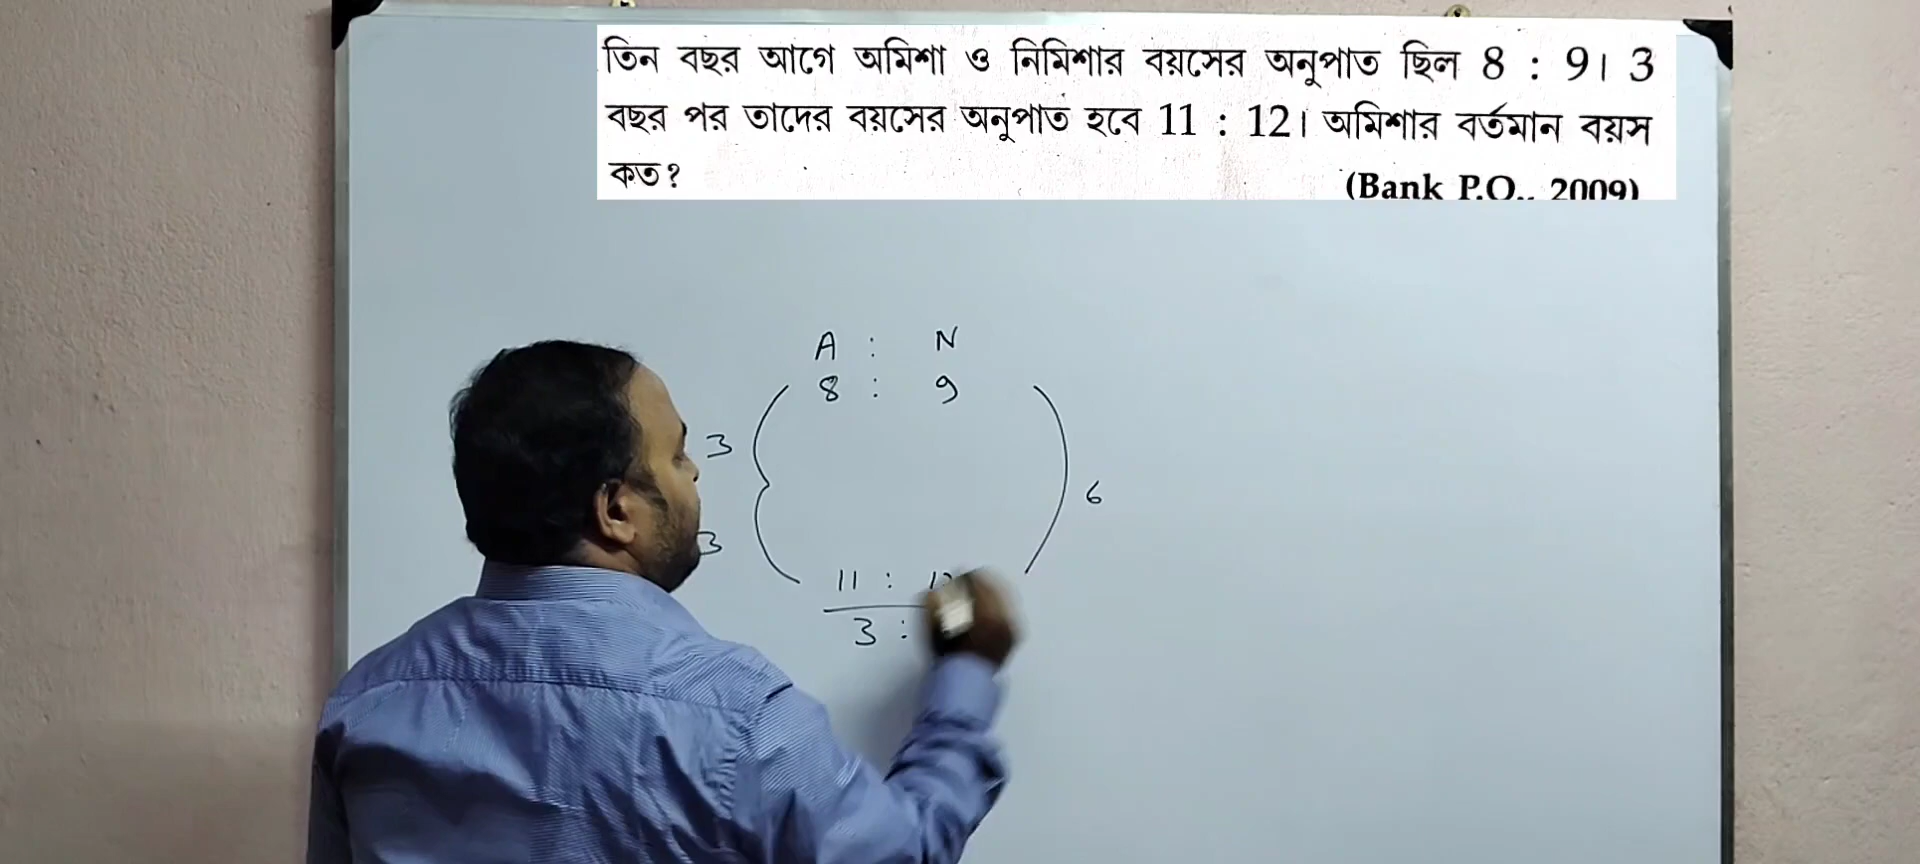 তিন বছর আগে অমিশা ও নিমিশার বয়সের অনুপাত ছিল 8 : 9। 3
বছর পর তাদের বয়সের অনুপাত হবে 11 : 12। অমিশার বর্তমান বয়স
কত?
(Bank P.O., 2009)
A : N
8 : 9
3
6
3
11 :
3 :